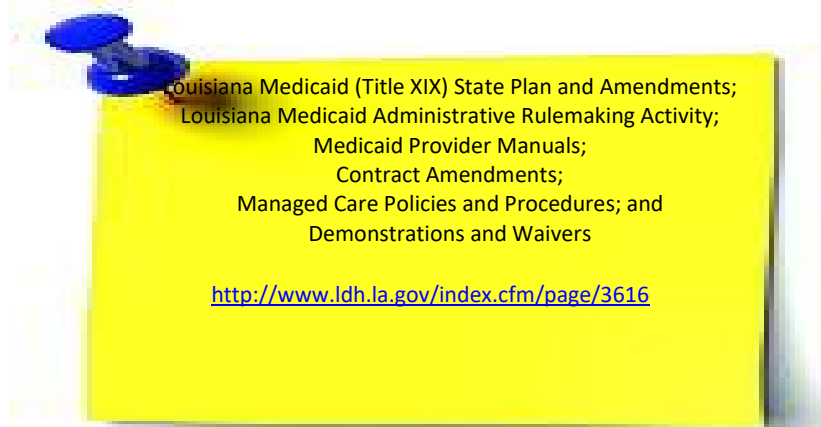 Louisiana Medicaid (Title XIX) State Plan and Amendments;
Louisiana Medicaid Administrative Rulemaking Activity;
Medicaid Provider Manuals;
Contract Amendments;
Managed Care Policies and Procedures; and
Demonstrations and Waivers
http://www.ldh.la.gov/index.cfm/page/3616